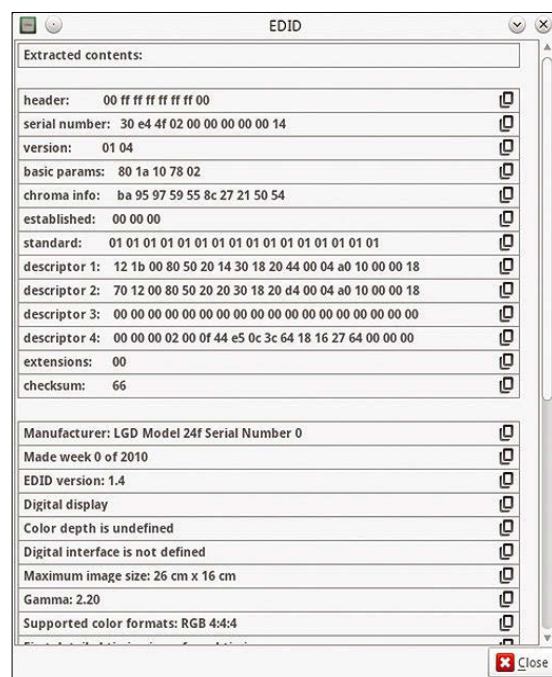 EDID
Extracted contents:
header: 00 ff ff ff ff ff ff 00
serial number: 30 e4 4f 02 00 00 00 00 00 14
version: 01 04
basic params: 80 1a 10 78 02
chroma info: ba 95 97 59 55 8c 27 21 50 54
established: 00 00 00
standard: 01 01 01 01 01 01 01 01 01 01 01 01 01 01 01 01
descriptor 1: 12 1b 00 80 50 20 14 30 18 20 44 00 04 a0 10 00 00 18
descriptor 2: 70 12 00 80 50 20 20 30 18 20 d4 00 04 a0 10 00 00 18
descriptor 3: 00 00 00 00 00 00 00 00 00 00 00 00 00 00 00 00 00 00
descriptor 4: 00 00 00 02 00 0f 44 e5 0c 3c 64 18 16 27 64 00 00 00
extensions: 00
checksum: 66
Manufacturer: LGD Model 24f Serial Number 0
Made week 0 of 2010
EDID version: 1.4
Digital display
Color depth is undefined
Digital interface is not defined
Maximum image size: 26 cm x 16 cm
Gamma: 2.20
Supported color formats: RGB 4:4:4
Close